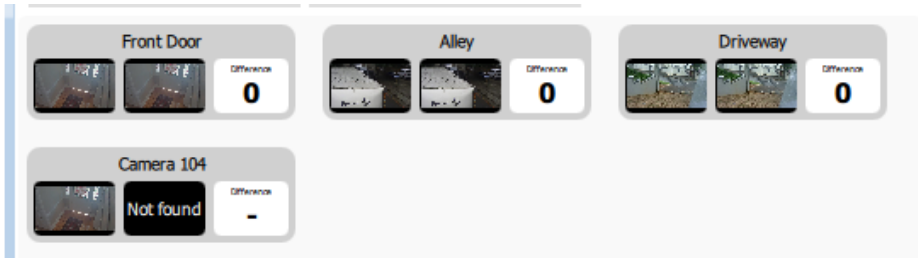 Front Door
Difference
0
Alley
Difference
0
Driveway
Difference
0
Camera 104
Not found
Difference
-